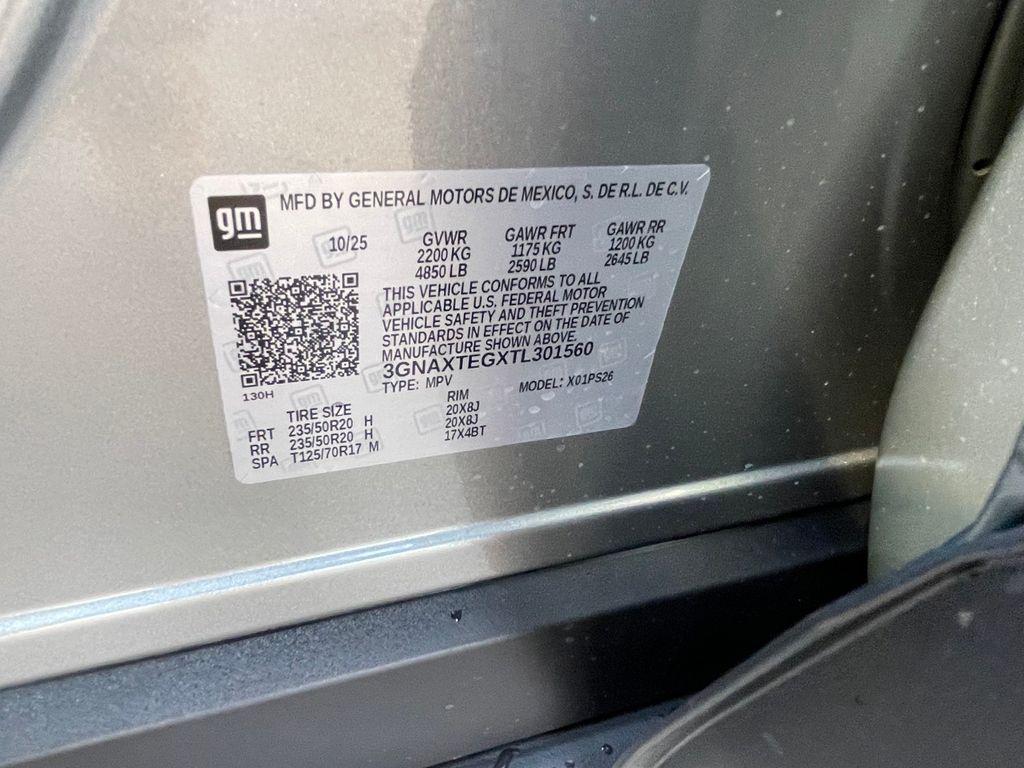 gm
MFD BY GENERAL MOTORS DE MEXICO, S. DE R.L. DE C.V.
10/25 GVWR GAWR FRT GAWR RR
2200 KG 1175 KG 1200 KG
4850 LB 2590 LB 2645 LB
THIS VEHICLE CONFORMS TO ALL
APPLICABLE U.S. FEDERAL MOTOR
VEHICLE SAFETY AND THEFT PREVENTION
STANDARDS IN EFFECT ON THE DATE OF
MANUFACTURE SHOWN ABOVE.
3GNAXTEGXTL301560
TYPE: MPV MODEL: X01PS26
130H
TIRE SIZE RIM
FRT 235/50R20 H 20X8J
RR 235/50R20 H 20X8J
SPA T125/70R17 M 17X4BT